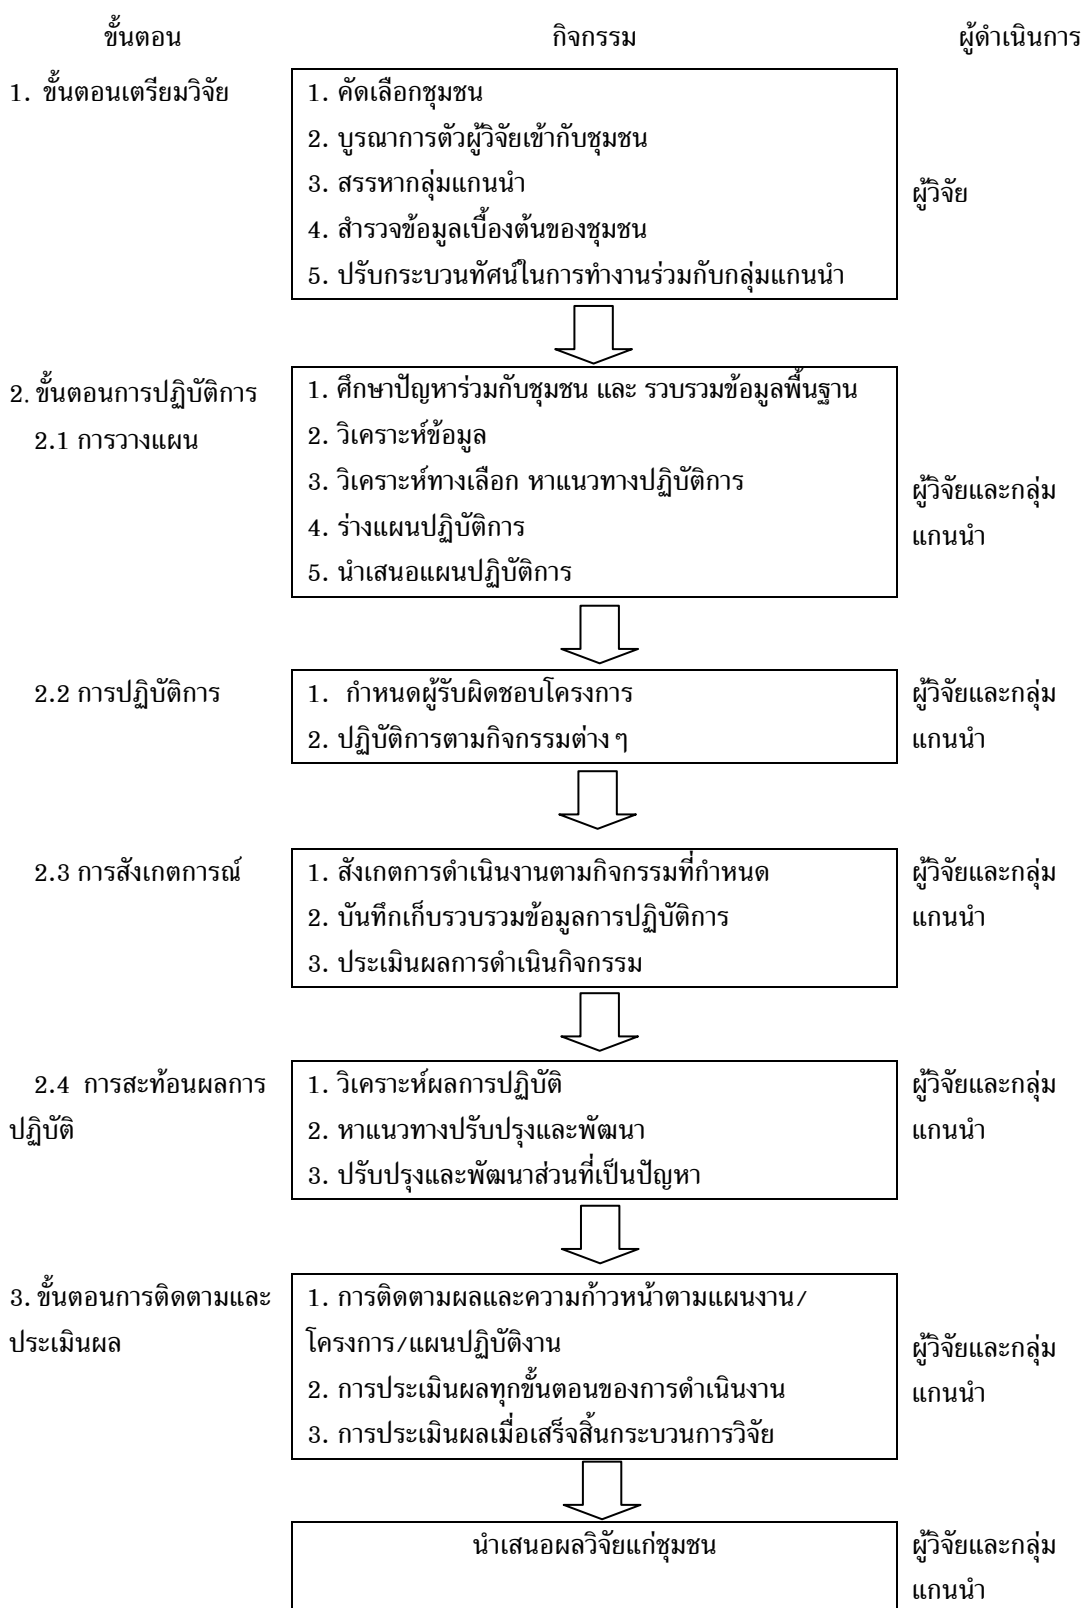 ขั้นตอน กิจกรรม ผู้ดำเนินการ
1. ขั้นตอนเตรียมวิจัย
1. คัดเลือกชุมชน
2. บูรณาการตัวผู้วิจัยเข้ากับชุมชน
3. สรรหากลุ่มแกนนำ
4. สำรวจข้อมูลเบื้องต้นของชุมชน
5. ปรับกระบวนทัศน์ในการทำงานร่วมกับกลุ่มแกนนำ
ผู้วิจัย
2. ขั้นตอนการปฏิบัติการ
2.1 การวางแผน
1. ศึกษาปัญหาร่วมกับชุมชน และ รวบรวมข้อมูลพื้นฐาน
2. วิเคราะห์ข้อมูล
3. วิเคราะห์ทางเลือก หาแนวทางปฏิบัติการ
4. ร่างแผนปฏิบัติการ
5. นำเสนอแผนปฏิบัติการ
ผู้วิจัยและกลุ่ม
แกนนำ
2.2 การปฏิบัติการ
1. กำหนดผู้รับผิดชอบโครงการ
2. ปฏิบัติการตามกิจกรรมต่าง ๆ
ผู้วิจัยและกลุ่ม
แกนนำ
2.3 การสังเกตการณ์
1. สังเกตการดำเนินงานตามกิจกรรมที่กำหนด
2. บันทึกเก็บรวบรวมข้อมูลการปฏิบัติการ
3. ประเมินผลการดำเนินกิจกรรม
ผู้วิจัยและกลุ่ม
แกนนำ
2.4 การสะท้อนผลการ
ปฏิบัติ
1. วิเคราะห์ผลการปฏิบัติ
2. หาแนวทางปรับปรุงและพัฒนา
3. ปรับปรุงและพัฒนาส่วนที่เป็นปัญหา
ผู้วิจัยและกลุ่ม
แกนนำ
3. ขั้นตอนการติดตามและ
ประเมินผล
1. การติดตามผลและความก้าวหน้าตามแผนงาน/
โครงการ/แผนปฏิบัติงาน
2. การประเมินผลทุกขั้นตอนของการดำเนินงาน
3. การประเมินผลเมื่อเสร็จสิ้นกระบวนการวิจัย
ผู้วิจัยและกลุ่ม
แกนนำ
นำเสนอผลวิจัยแก่ชุมชน
ผู้วิจัยและกลุ่ม
แกนนำ